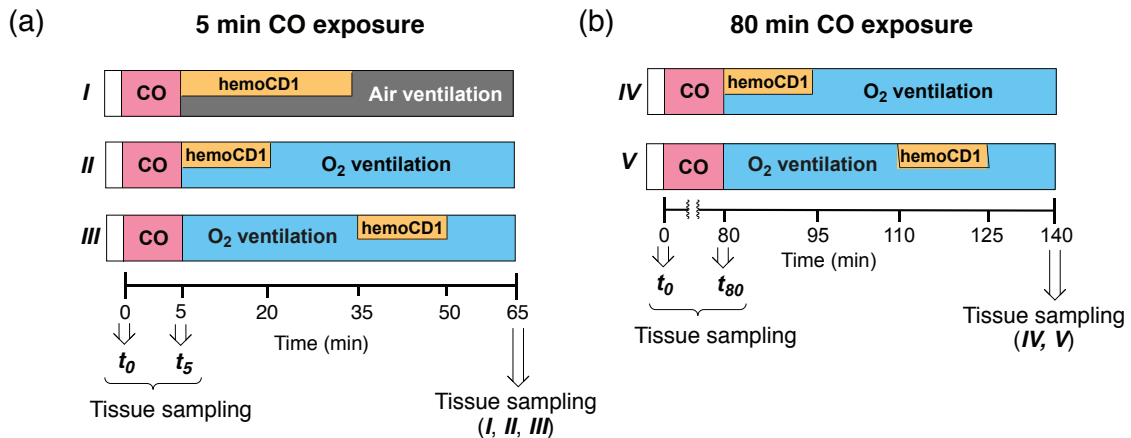 (a)
5 min CO exposure
I
CO
hemoCD1
Air ventilation
II
CO
hemoCD1
O2 ventilation
III
CO
O2 ventilation
hemoCD1
0 5 20 35 50 65
Time (min)
t0 t5
Tissue sampling
Tissue sampling
(I, II, III)
(b)
80 min CO exposure
IV
CO
hemoCD1
O2 ventilation
V
CO
O2 ventilation
hemoCD1
0 80 95 110 125 140
Time (min)
t0 t80
Tissue sampling
Tissue sampling
(IV, V)